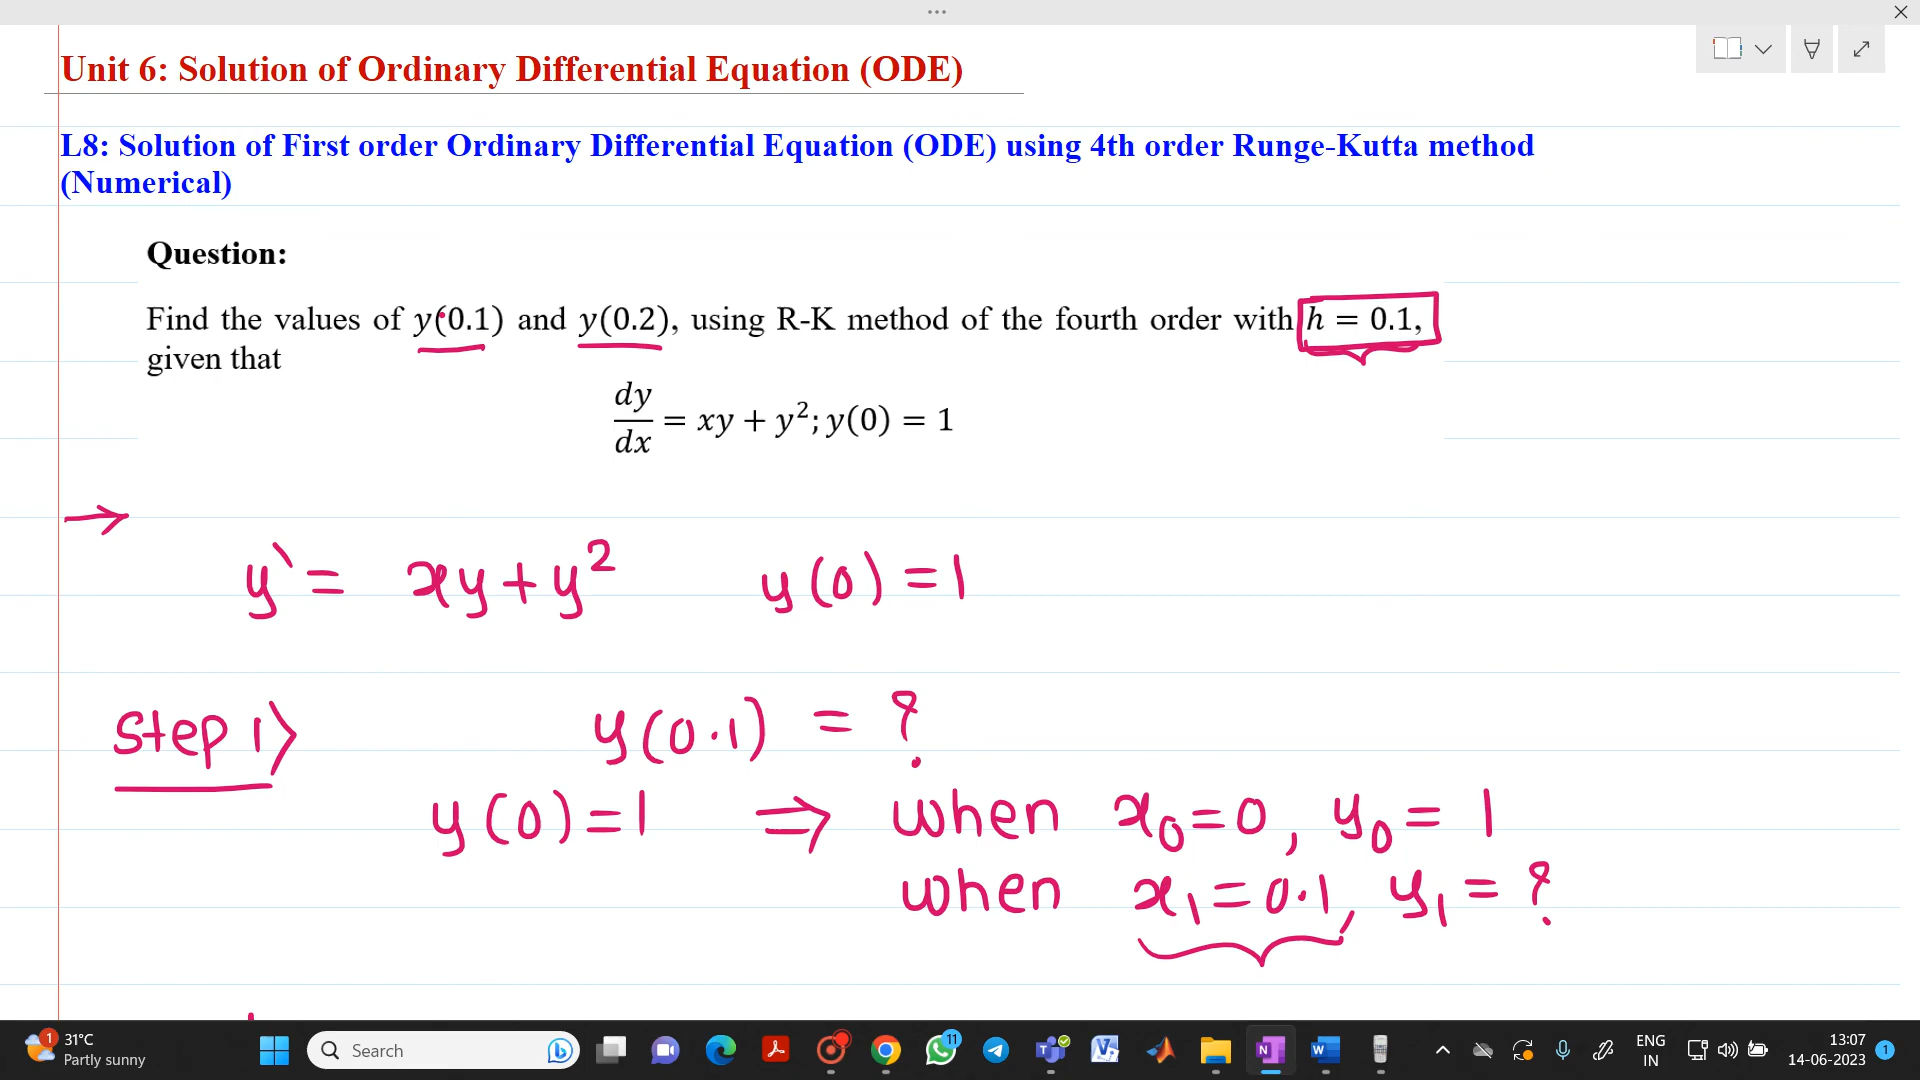 Unit 6: Solution of Ordinary Differential Equation (ODE)
L8: Solution of First order Ordinary Differential Equation (ODE) using 4th order Runge-Kutta method
(Numerical)
Question:
Find the values of y(0.1) and y(0.2), using R-K method of the fourth order with h = 0.1,
given that
dy/dx = xy + y²; y(0) = 1
→
y` = xy + y² y(0) = 1
Step 1> y(0.1) = ?
y(0) = 1 ⇒ when x₀ = 0, y₀ = 1
when x₁ = 0.1, y₁ = ?
1
31°C
Partly sunny
Search
11
ENG
IN
13:07
14-06-2023
1